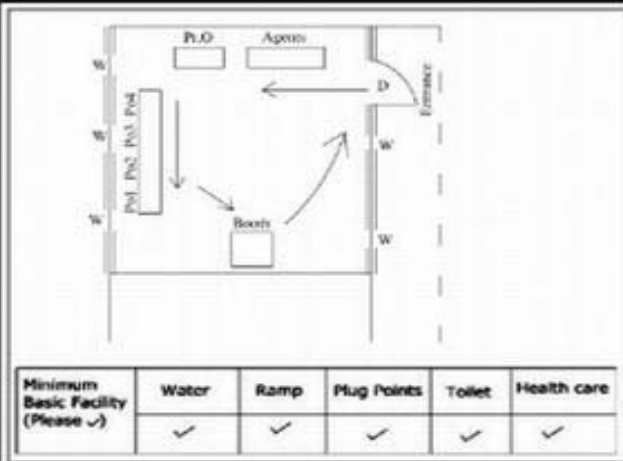 Pr.O Agents
W
D
Entrance
Po1 Po2 Po3 Po4
W
W
W
Booth
W
Minimum Basic Facility (Please ✓)
Water
Ramp
Plug Points
Toilet
Health care
✓ ✓ ✓ ✓ ✓